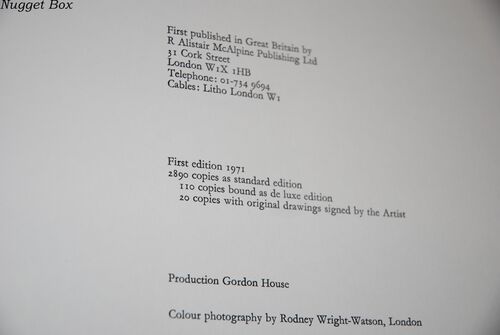 Nugget Box
First published in Great Britain by
R Alistair McAlpine Publishing Ltd
31 Cork Street
London W1X 1HB
Telephone: 01-734 9694
Cables: Litho London W1
First edition 1971
2890 copies as standard edition
110 copies bound as de luxe edition
20 copies with original drawings signed by the Artist
Production Gordon House
Colour photography by Rodney Wright-Watson, London